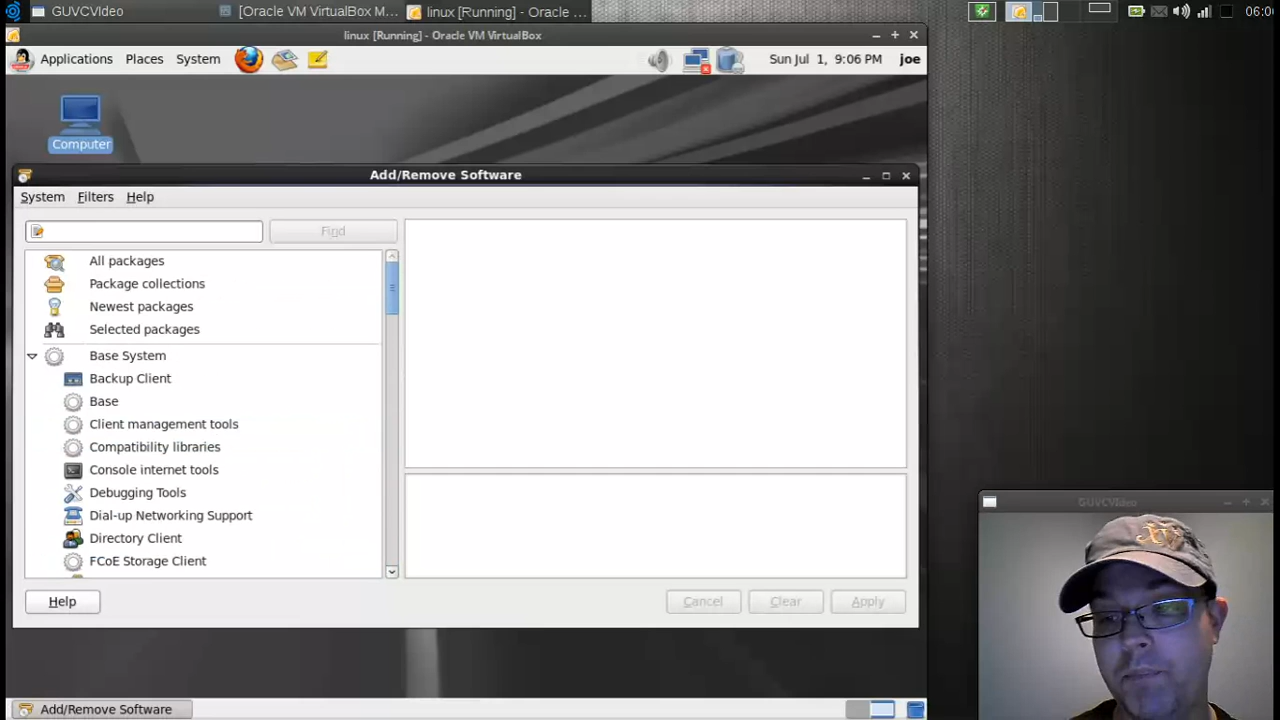 GUVCVIdeo
[Oracle VM VirtualBox M...
linux [Running] - Oracle ...
06:0
linux [Running] - Oracle VM VirtualBox
Applications Places System
Sun Jul 1, 9:06 PM joe
Computer
Add/Remove Software
System Filters Help
Find
All packages
Package collections
Newest packages
Selected packages
Base System
Backup Client
Base
Client management tools
Compatibility libraries
Console internet tools
Debugging Tools
Dial-up Networking Support
Directory Client
FCoE Storage Client
Help
Cancel Clear Apply
Add/Remove Software
GUVCVideo